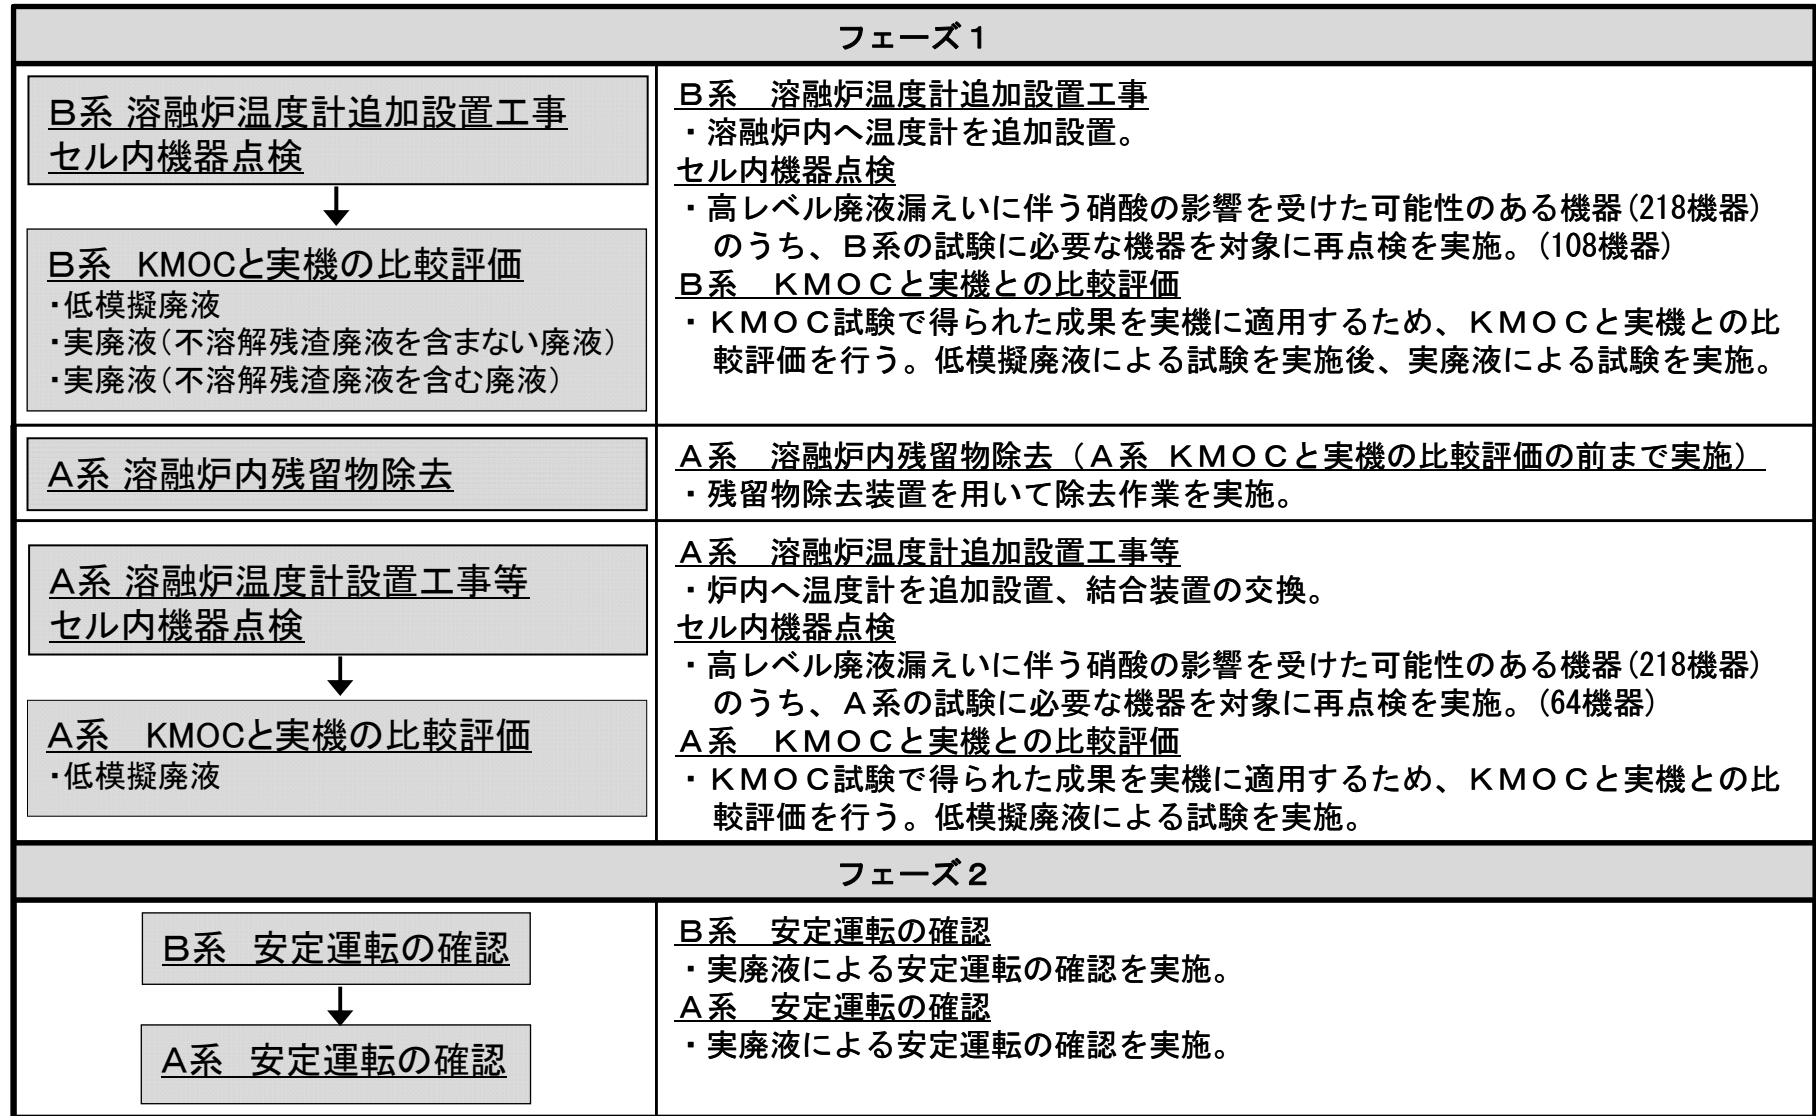 フェーズ１
Ｂ系 溶融炉温度計追加設置工事
セル内機器点検
Ｂ系　KMOCと実機の比較評価
・低模擬廃液
・実廃液（不溶解残渣廃液を含まない廃液）
・実廃液（不溶解残渣廃液を含む廃液）
Ｂ系　溶融炉温度計追加設置工事
・溶融炉内へ温度計を追加設置。
セル内機器点検
・高レベル廃液漏えいに伴う硝酸の影響を受けた可能性のある機器(218機器)
のうち、Ｂ系の試験に必要な機器を対象に再点検を実施。(108機器)
Ｂ系　ＫＭＯＣと実機との比較評価
・ＫＭＯＣ試験で得られた成果を実機に適用するため、ＫＭＯＣと実機との比
較評価を行う。低模擬廃液による試験を実施後、実廃液による試験を実施。
Ａ系 溶融炉内残留物除去
Ａ系　溶融炉内残留物除去（Ａ系 ＫＭＯＣと実機の比較評価の前まで実施）
・残留物除去装置を用いて除去作業を実施。
Ａ系 溶融炉温度計設置工事等
セル内機器点検
Ａ系　KMOCと実機の比較評価
・低模擬廃液
Ａ系　溶融炉温度計追加設置工事等
・炉内へ温度計を追加設置、結合装置の交換。
セル内機器点検
・高レベル廃液漏えいに伴う硝酸の影響を受けた可能性のある機器(218機器)
のうち、Ａ系の試験に必要な機器を対象に再点検を実施。(64機器)
Ａ系　ＫＭＯＣと実機との比較評価
・ＫＭＯＣ試験で得られた成果を実機に適用するため、ＫＭＯＣと実機との比
較評価を行う。低模擬廃液による試験を実施。
フェーズ２
Ｂ系　安定運転の確認
Ａ系　安定運転の確認
Ｂ系　安定運転の確認
・実廃液による安定運転の確認を実施。
Ａ系　安定運転の確認
・実廃液による安定運転の確認を実施。